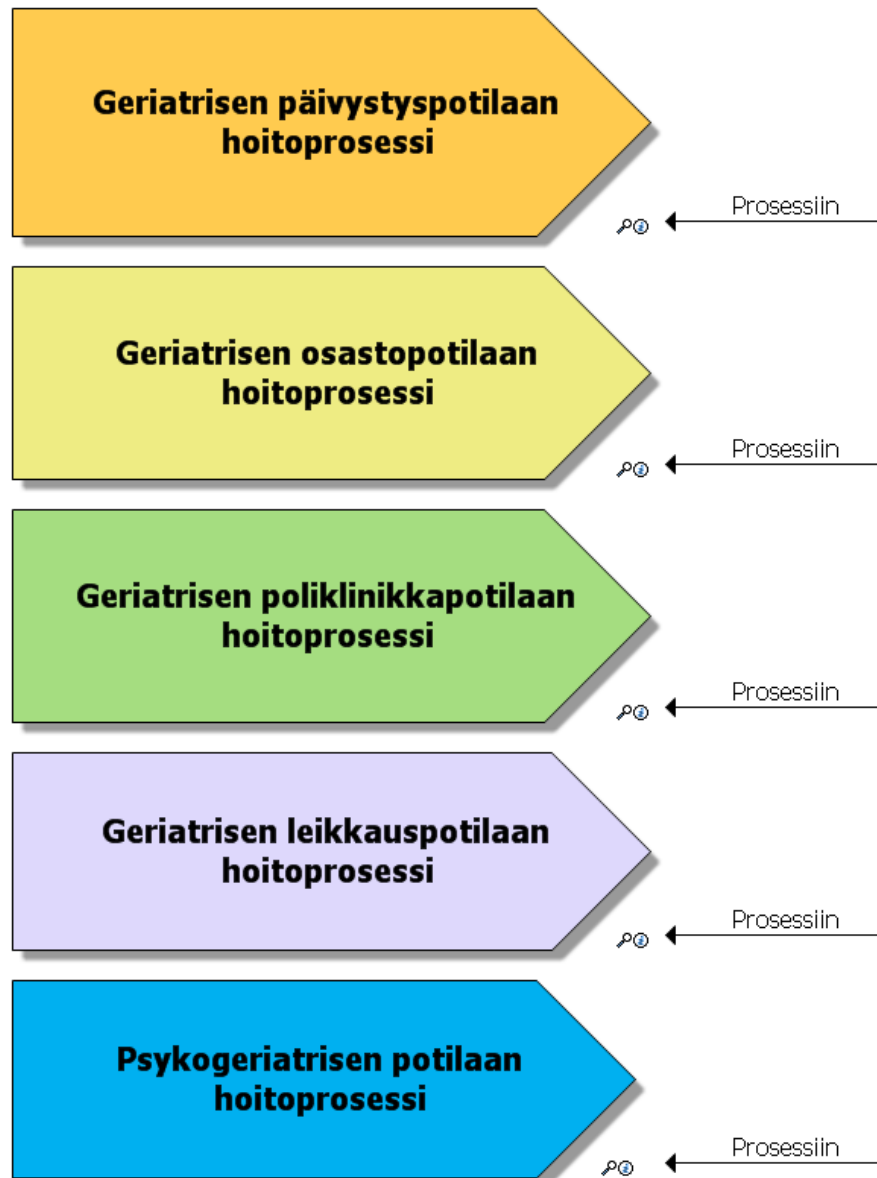 Geriatrisen päivystyspotilaan
hoitoprosessi
Prosessiin
Geriatrisen osastopotilaan
hoitoprosessi
Prosessiin
Geriatrisen poliklinikkapotilaan
hoitoprosessi
Prosessiin
Geriatrisen leikkauspotilaan
hoitoprosessi
Prosessiin
Psykogeriatrisen potilaan
hoitoprosessi
Prosessiin